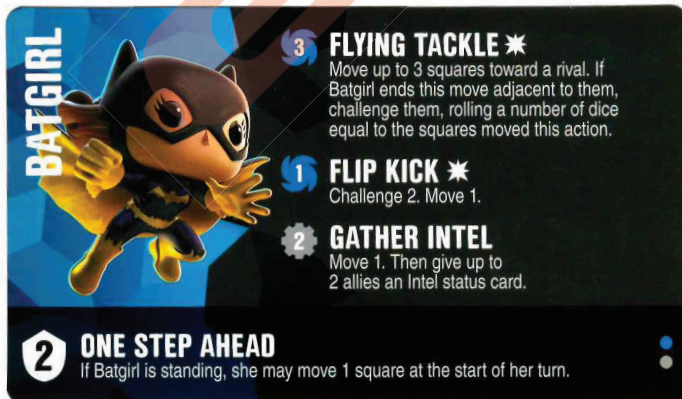 BATGIRL
3 FLYING TACKLE
Move up to 3 squares toward a rival. If
Batgirl ends this move adjacent to them,
challenge them, rolling a number of dice
equal to the squares moved this action.
1 FLIP KICK
Challenge 2. Move 1.
2 GATHER INTEL
Move 1. Then give up to
2 allies an Intel status card.
2 ONE STEP AHEAD
If Batgirl is standing, she may move 1 square at the start of her turn.